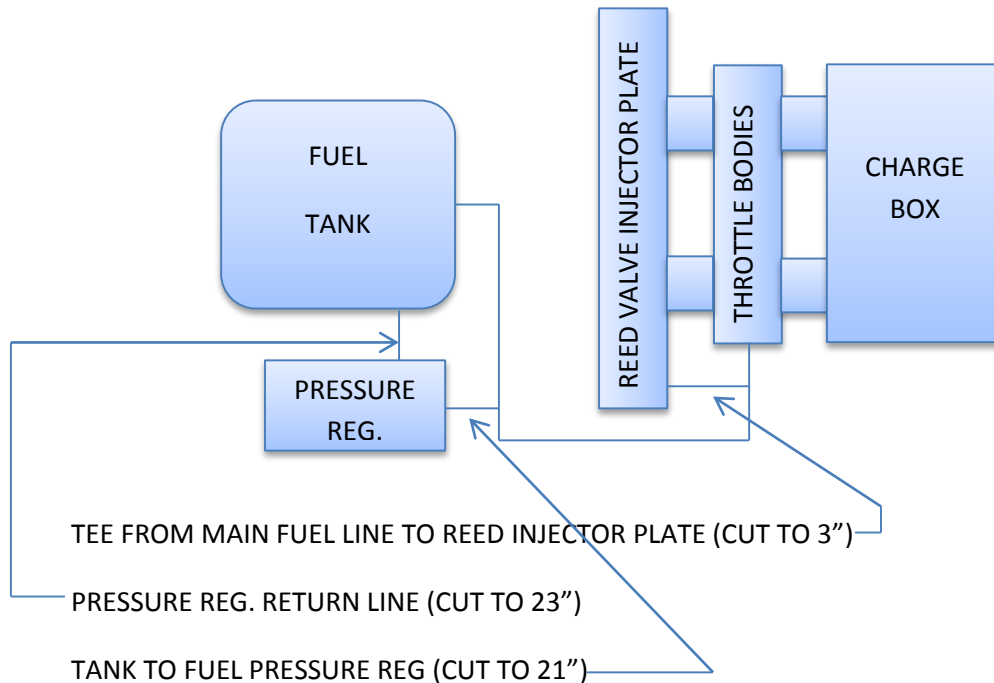 FUEL
TANK
PRESSURE
REG.
REED VALVE INJECTOR PLATE
THROTTLE BODIES
CHARGE
BOX
TEE FROM MAIN FUEL LINE TO REED INJECTOR PLATE (CUT TO 3”)
PRESSURE REG. RETURN LINE (CUT TO 23”)
TANK TO FUEL PRESSURE REG (CUT TO 21”)